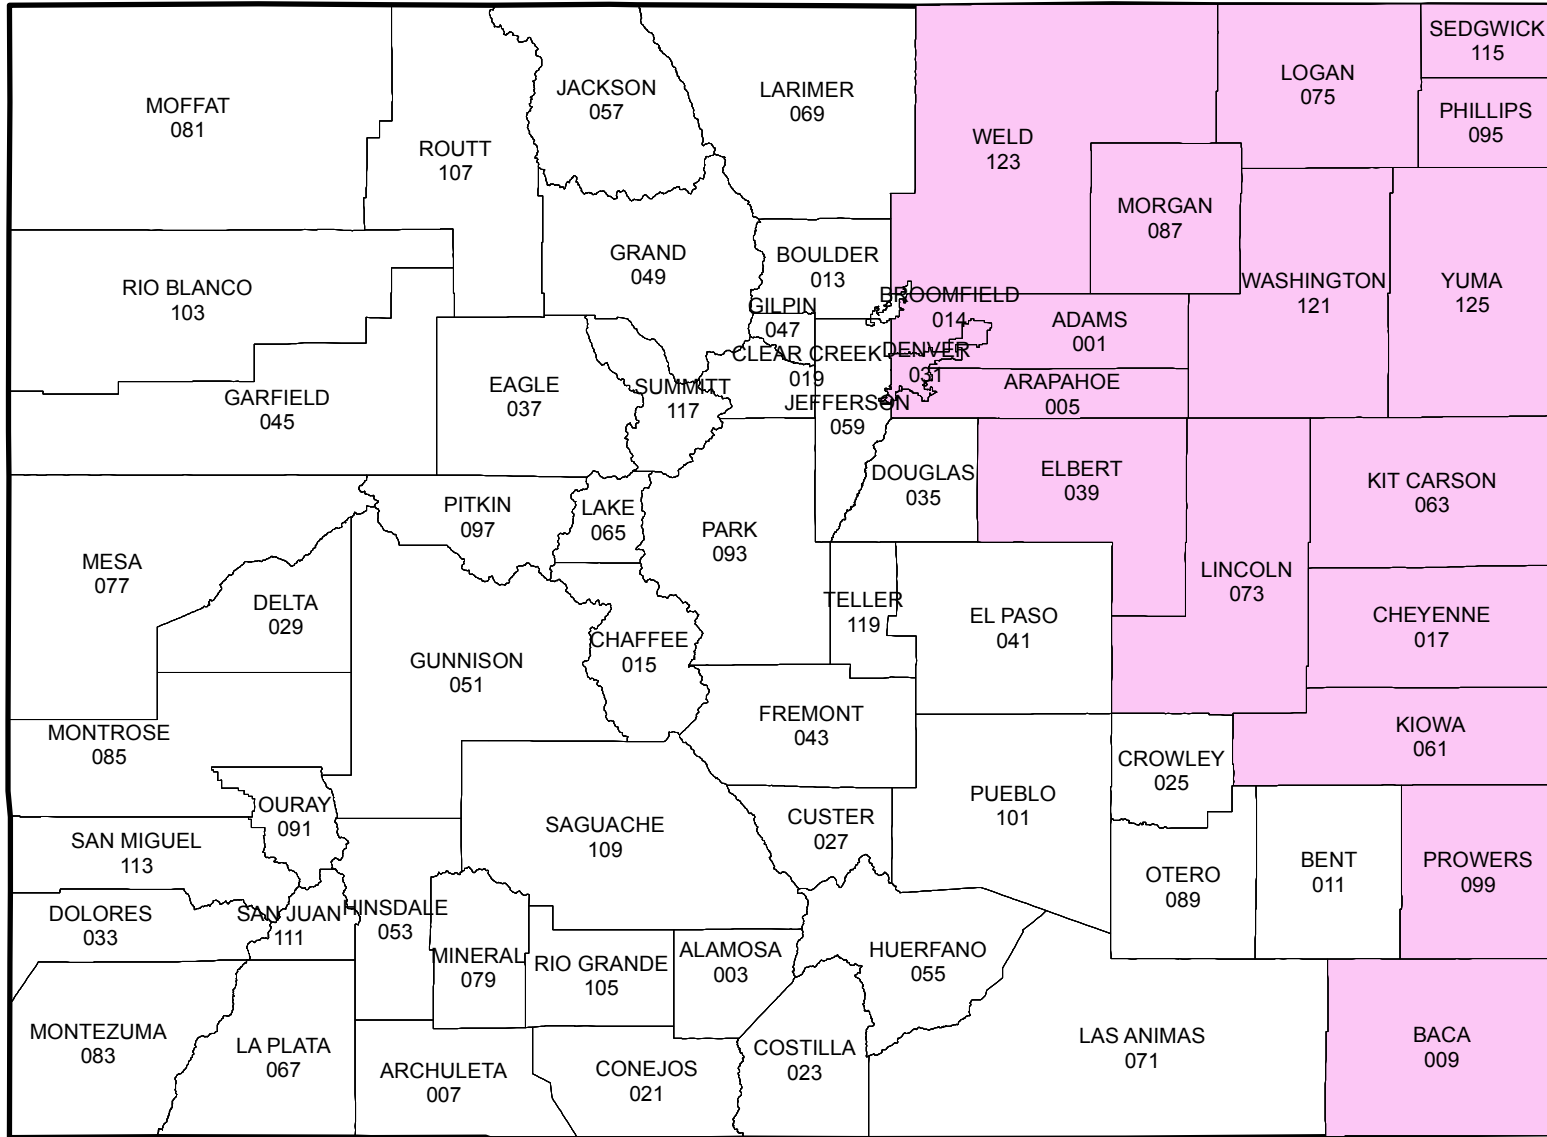 SEDGWICK
115
LOGAN
075
JACKSON
057
LARIMER
069
MOFFAT
081
PHILLIPS
095
WELD
123
ROUTT
107
MORGAN
087
GRAND
049
BOULDER
013
RIO BLANCO
103
WASHINGTON
121
YUMA
125
BROOMFIELD
014
GILPIN
047
ADAMS
001
CLEAR CREEK
019
DENVER
031
ARAPAHOE
005
EAGLE
037
SUMMITT
117
GARFIELD
045
JEFFERSON
059
DOUGLAS
035
ELBERT
039
KIT CARSON
063
PITKIN
097
LAKE
065
PARK
093
MESA
077
LINCOLN
073
DELTA
029
TELLER
119
EL PASO
041
CHEYENNE
017
CHAFFEE
015
GUNNISON
051
FREMONT
043
KIOWA
061
MONTROSE
085
CROWLEY
025
OURAY
091
PUEBLO
101
SAGUACHE
109
CUSTER
027
SAN MIGUEL
113
BENT
011
PROWERS
099
OTERO
089
DOLORES
033
SAN JUAN
111
HINSDALE
053
MINERAL
079
RIO GRANDE
105
ALAMOSA
003
HUERFANO
055
MONTEZUMA
083
LA PLATA
067
COSTILLA
023
LAS ANIMAS
071
BACA
009
ARCHULETA
007
CONEJOS
021